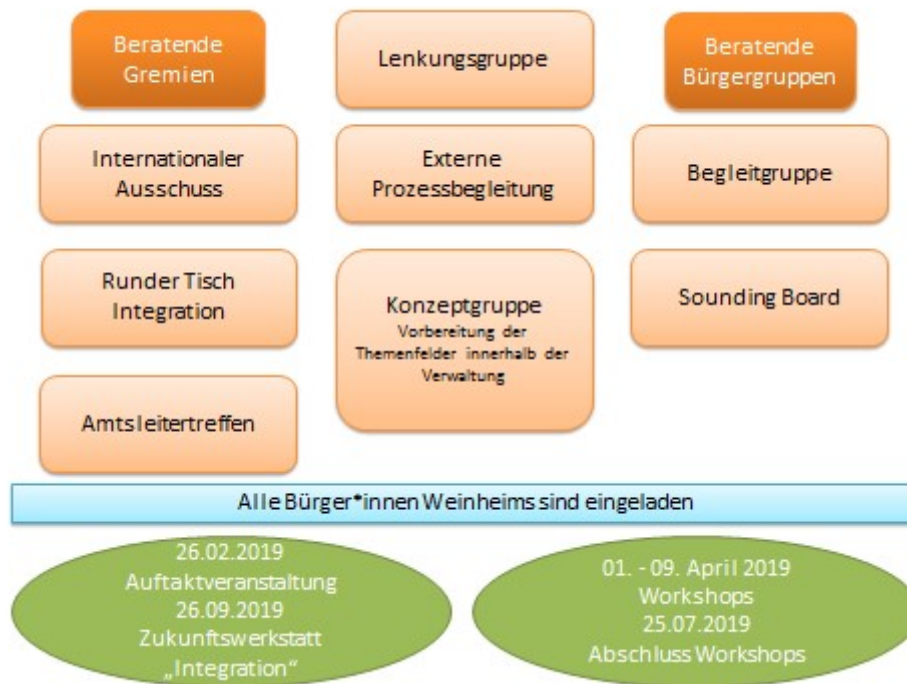 Beratende
Gremien
Lenkungsgruppe
Beratende
Bürgergruppen
Internationaler
Ausschuss
Externe
Prozessbegleitung
Begleitgruppe
Runder Tisch
Integration
Konzeptgruppe
Vorbereitung der
Themenfelder innerhalb der
Verwaltung
Sounding Board
Amtsleitertreffen
Alle Bürger*innen Weinheims sind eingeladen
26.02.2019
Auftaktveranstaltung
26.09.2019
Zukunftswerkstatt
„Integration“
01. - 09. April 2019
Workshops
25.07.2019
Abschluss Workshops